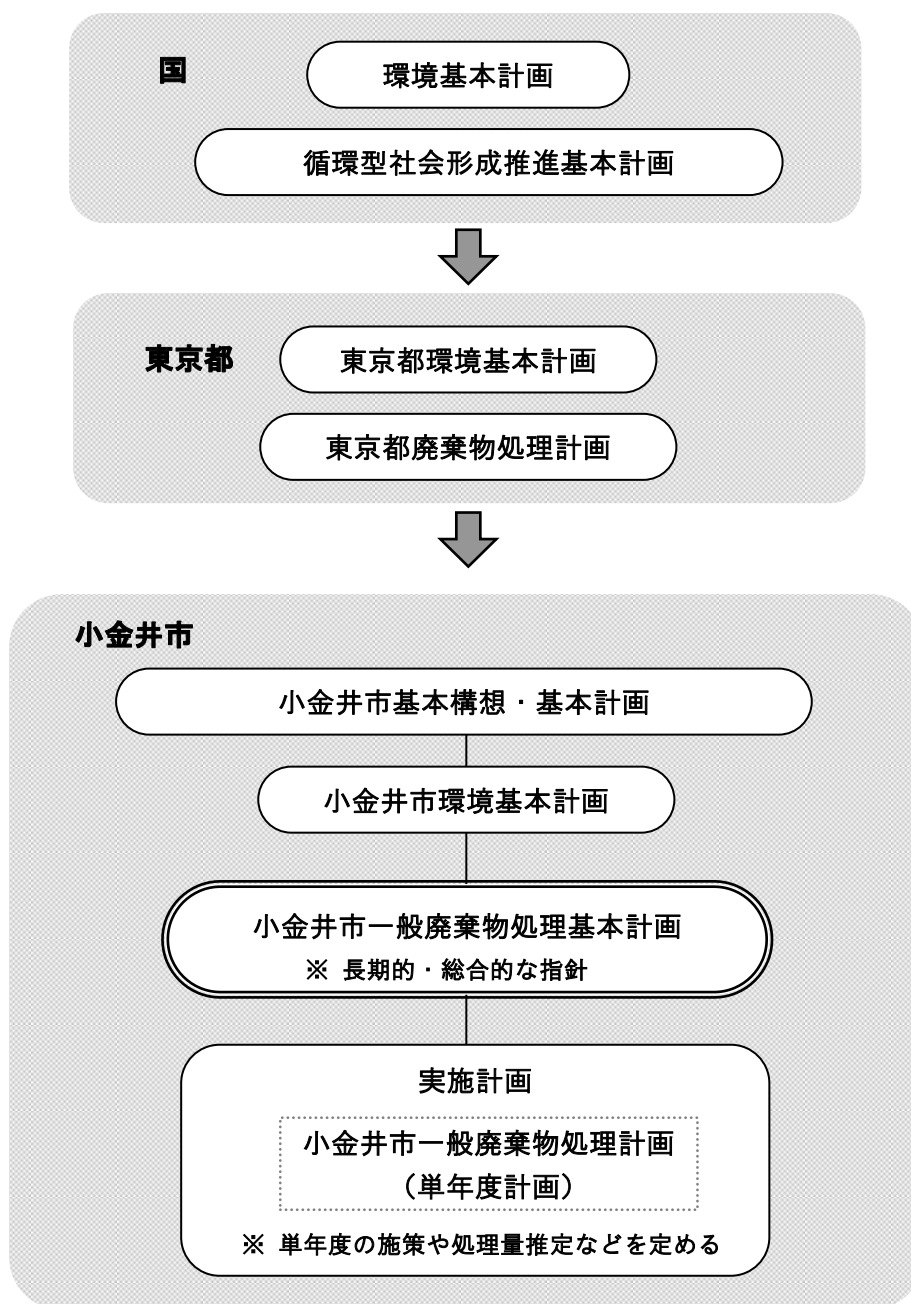 国
環境基本計画
循環型社会形成推進基本計画
東京都
東京都環境基本計画
東京都廃棄物処理計画
小金井市
小金井市基本構想・基本計画
小金井市環境基本計画
小金井市一般廃棄物処理基本計画
※ 長期的・総合的な指針
実施計画
小金井市一般廃棄物処理計画
（単年度計画）
※ 単年度の施策や処理量推定などを定める